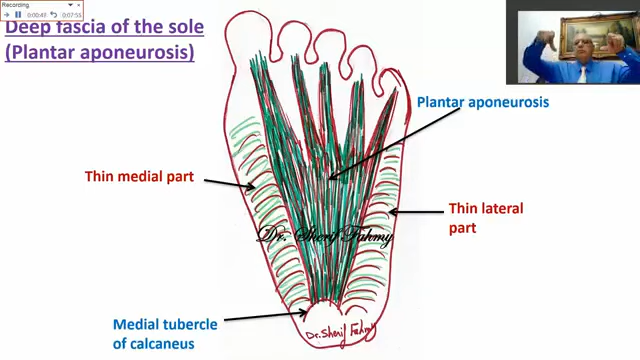 Recording
0:00:49
0:07:55
Deep fascia of the sole
(Plantar aponeurosis)
Plantar aponeurosis
Thin medial part
Thin lateral
part
Dr. Sherif Fahmy
Medial tubercle
of calcaneus
Dr. Sherif Fahmy